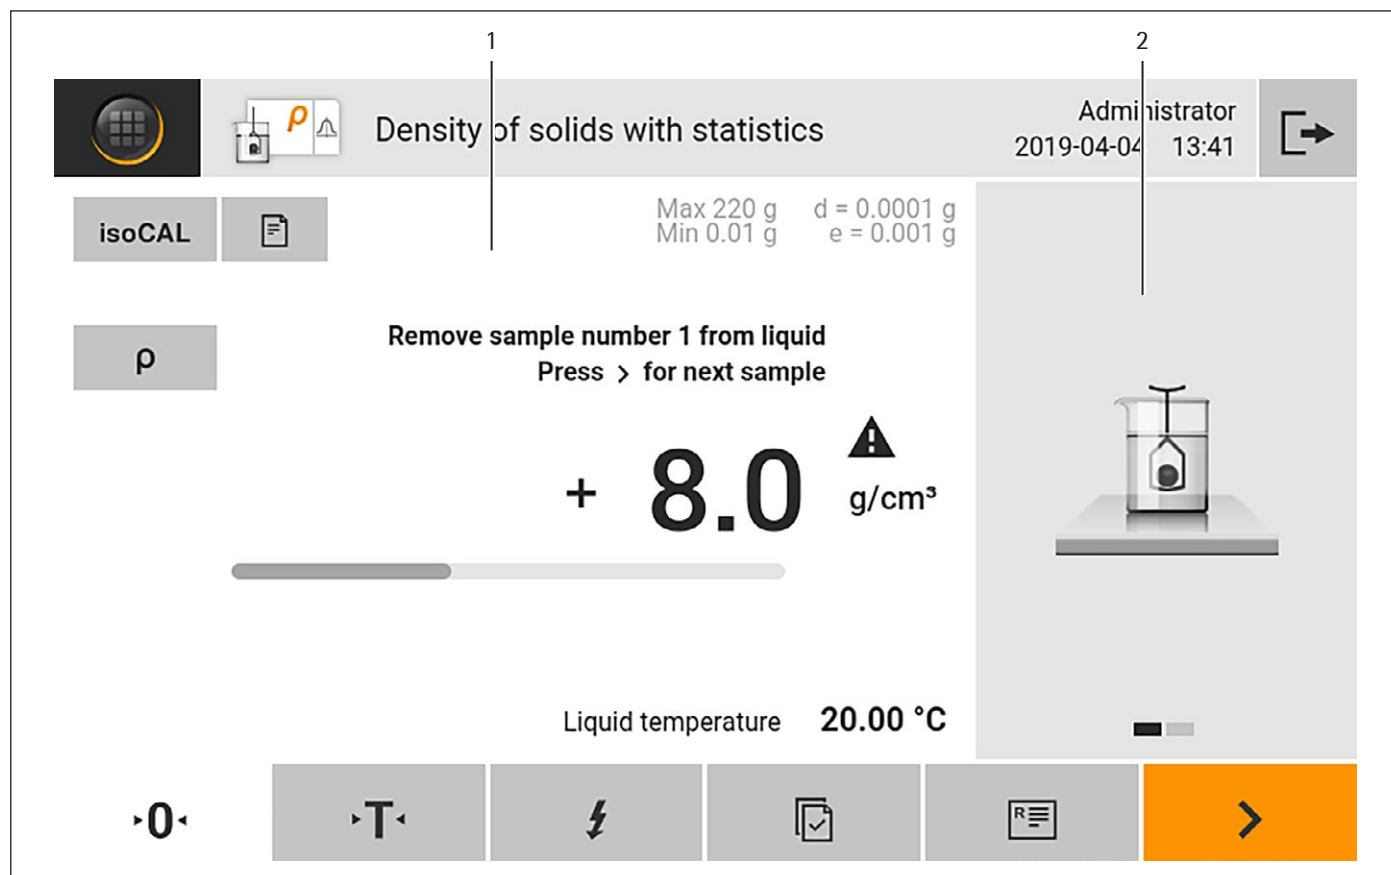 1 2
Density of solids with statistics
Administrator
2019-04-04 13:41
isoCAL
Max 220 g d = 0.0001 g
Min 0.01 g e = 0.001 g
ρ
Remove sample number 1 from liquid
Press > for next sample
+ 8.0 g/cm³
Liquid temperature 20.00 °C
0 T R